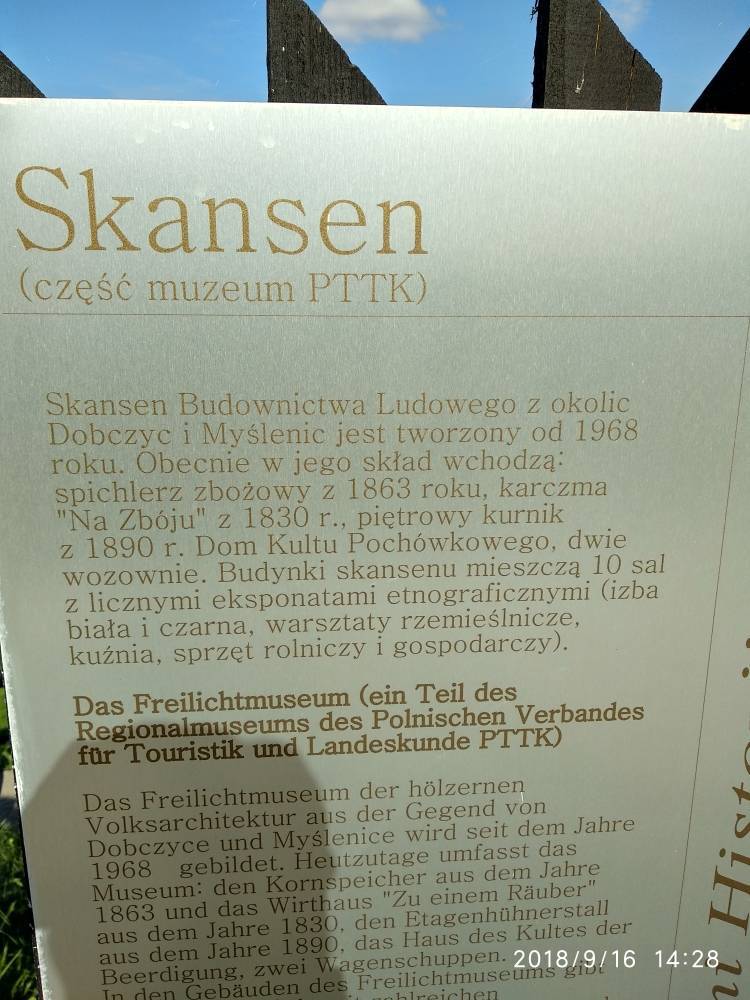 Skansen
(część muzeum PTTK)
Skansen Budownictwa Ludowego z okolic
Dobczyc i Myślenic jest tworzony od 1968
roku. Obecnie w jego skład wchodzą:
spichlerz zbożowy z 1863 roku, karczma
"Na Zbóju" z 1830 r., piętrowy kurnik
z 1890 r. Dom Kultu Pochówkowego, dwie
wozownie. Budynki skansenu mieszczą 10 sal
z licznymi eksponatami etnograficznymi (izba
biała i czarna, warsztaty rzemieślnicze,
kuźnia, sprzęt rolniczy i gospodarczy).
Das Freilichtmuseum (ein Teil des
Regionalmuseums des Polnischen Verbandes
für Touristik und Landeskunde PTTK)
Das Freilichtmuseum der hölzernen
Volksarchitektur aus der Gegend von
Dobczyce und Myślenice wird seit dem Jahre
1968 gebildet. Heutzutage umfasst das
Museum: den Kornspeicher aus dem Jahre
1863 und das Wirthaus "Zu einem Räuber"
aus dem Jahre 1830, den Etagenhühnerstall
aus dem Jahre 1890, das Haus des Kultes der
Beerdigung, zwei Wagenschuppen.
In den Gebäuden des Freilichtmuseums gibt
zahlreichen
2018/9/16 14:28